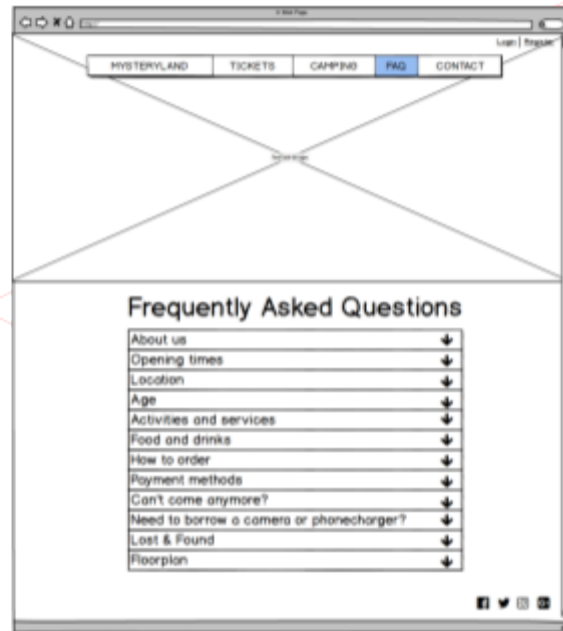 A Web Page
Login | Register
MYSTERYLAND TICKETS CAMPING FAQ CONTACT
Frequently Asked Questions
About us
Opening times
Location
Age
Activities and services
Food and drinks
How to order
Payment methods
Can't come anymore?
Need to borrow a camera or phonecharger?
Lost & Found
Floorplan